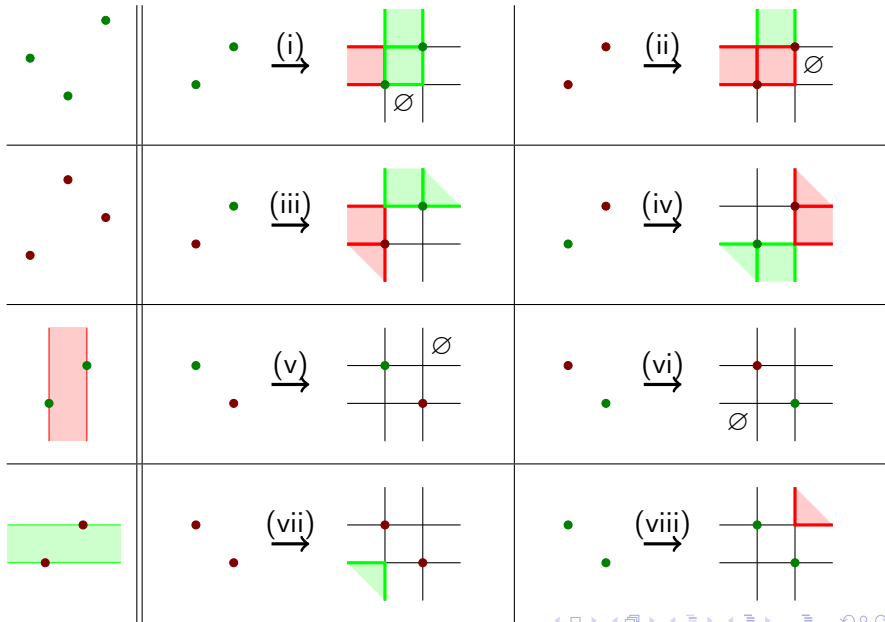 (i) (ii)
∅ ∅
(iii) (iv)
(v) ∅ (vi) ∅
(vii) (viii)